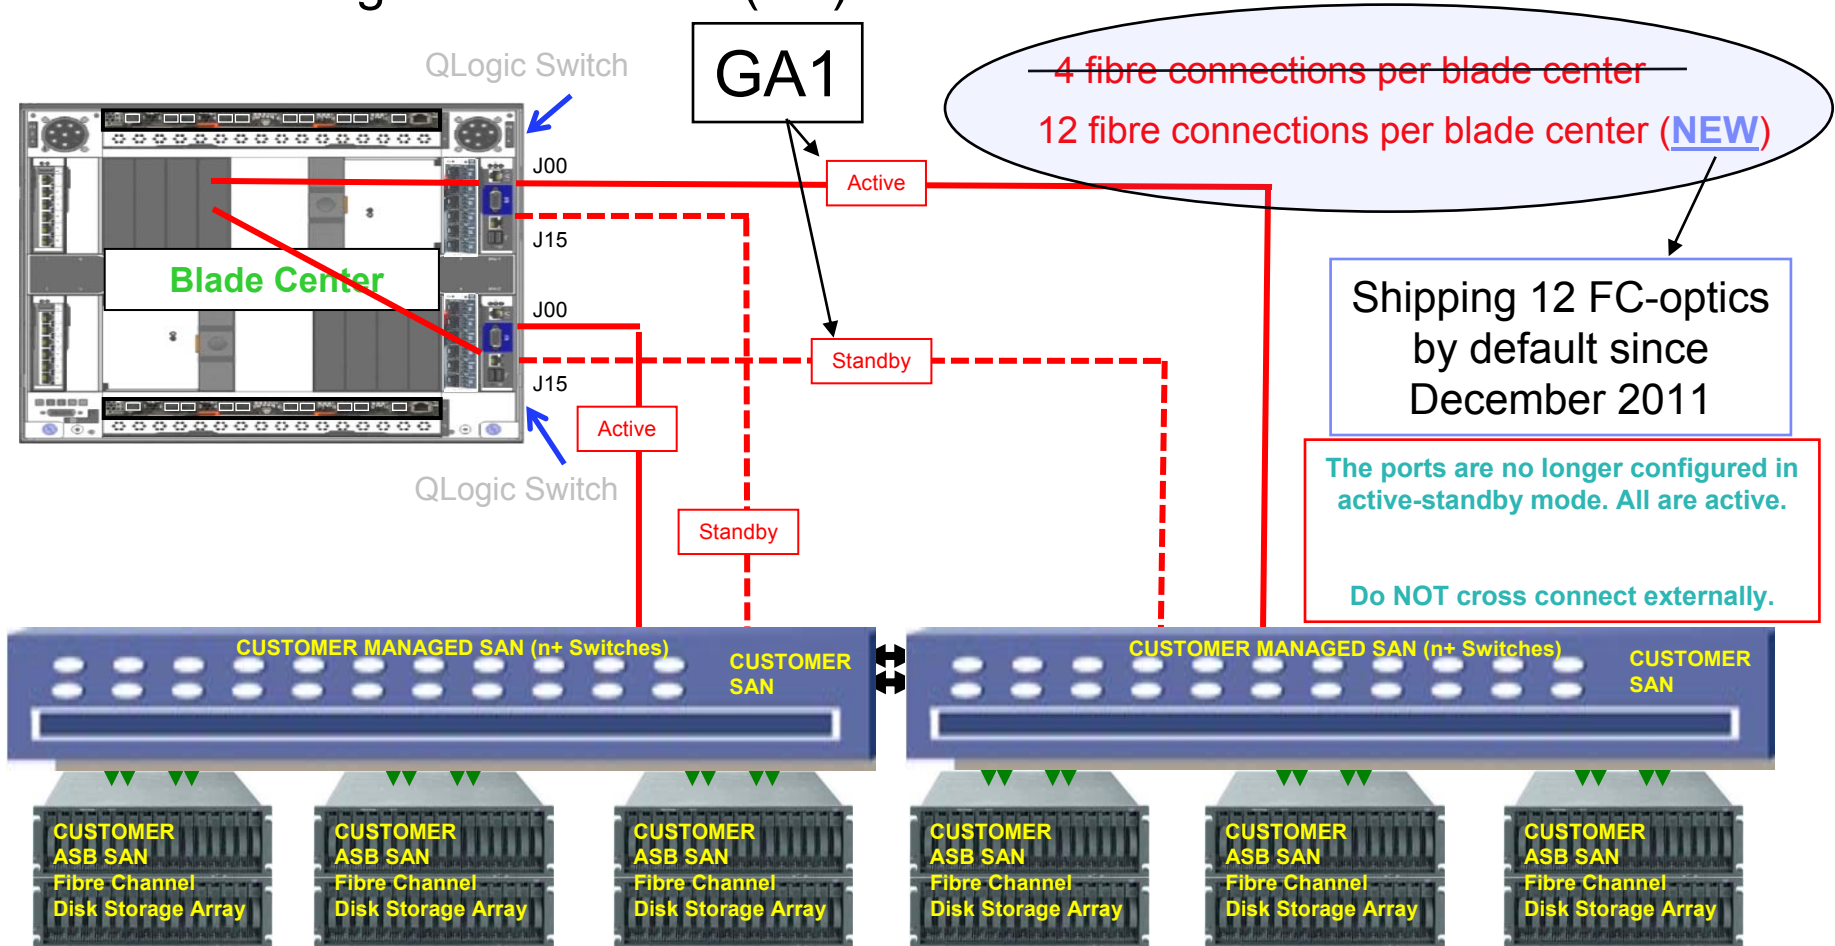 QLogic Switch
GA1
4 fibre connections per blade center
12 fibre connections per blade center (NEW)
J00
Active
J15
Blade Center
J00
Standby
J15
Active
QLogic Switch
Standby
Shipping 12 FC-optics
by default since
December 2011
The ports are no longer configured in
active-standby mode. All are active.
Do NOT cross connect externally.
CUSTOMER MANAGED SAN (n+ Switches)
CUSTOMER
SAN
CUSTOMER MANAGED SAN (n+ Switches)
CUSTOMER
SAN
CUSTOMER
ASB SAN
Fibre Channel
Disk Storage Array
CUSTOMER
ASB SAN
Fibre Channel
Disk Storage Array
CUSTOMER
ASB SAN
Fibre Channel
Disk Storage Array
CUSTOMER
ASB SAN
Fibre Channel
Disk Storage Array
CUSTOMER
ASB SAN
Fibre Channel
Disk Storage Array
CUSTOMER
ASB SAN
Fibre Channel
Disk Storage Array